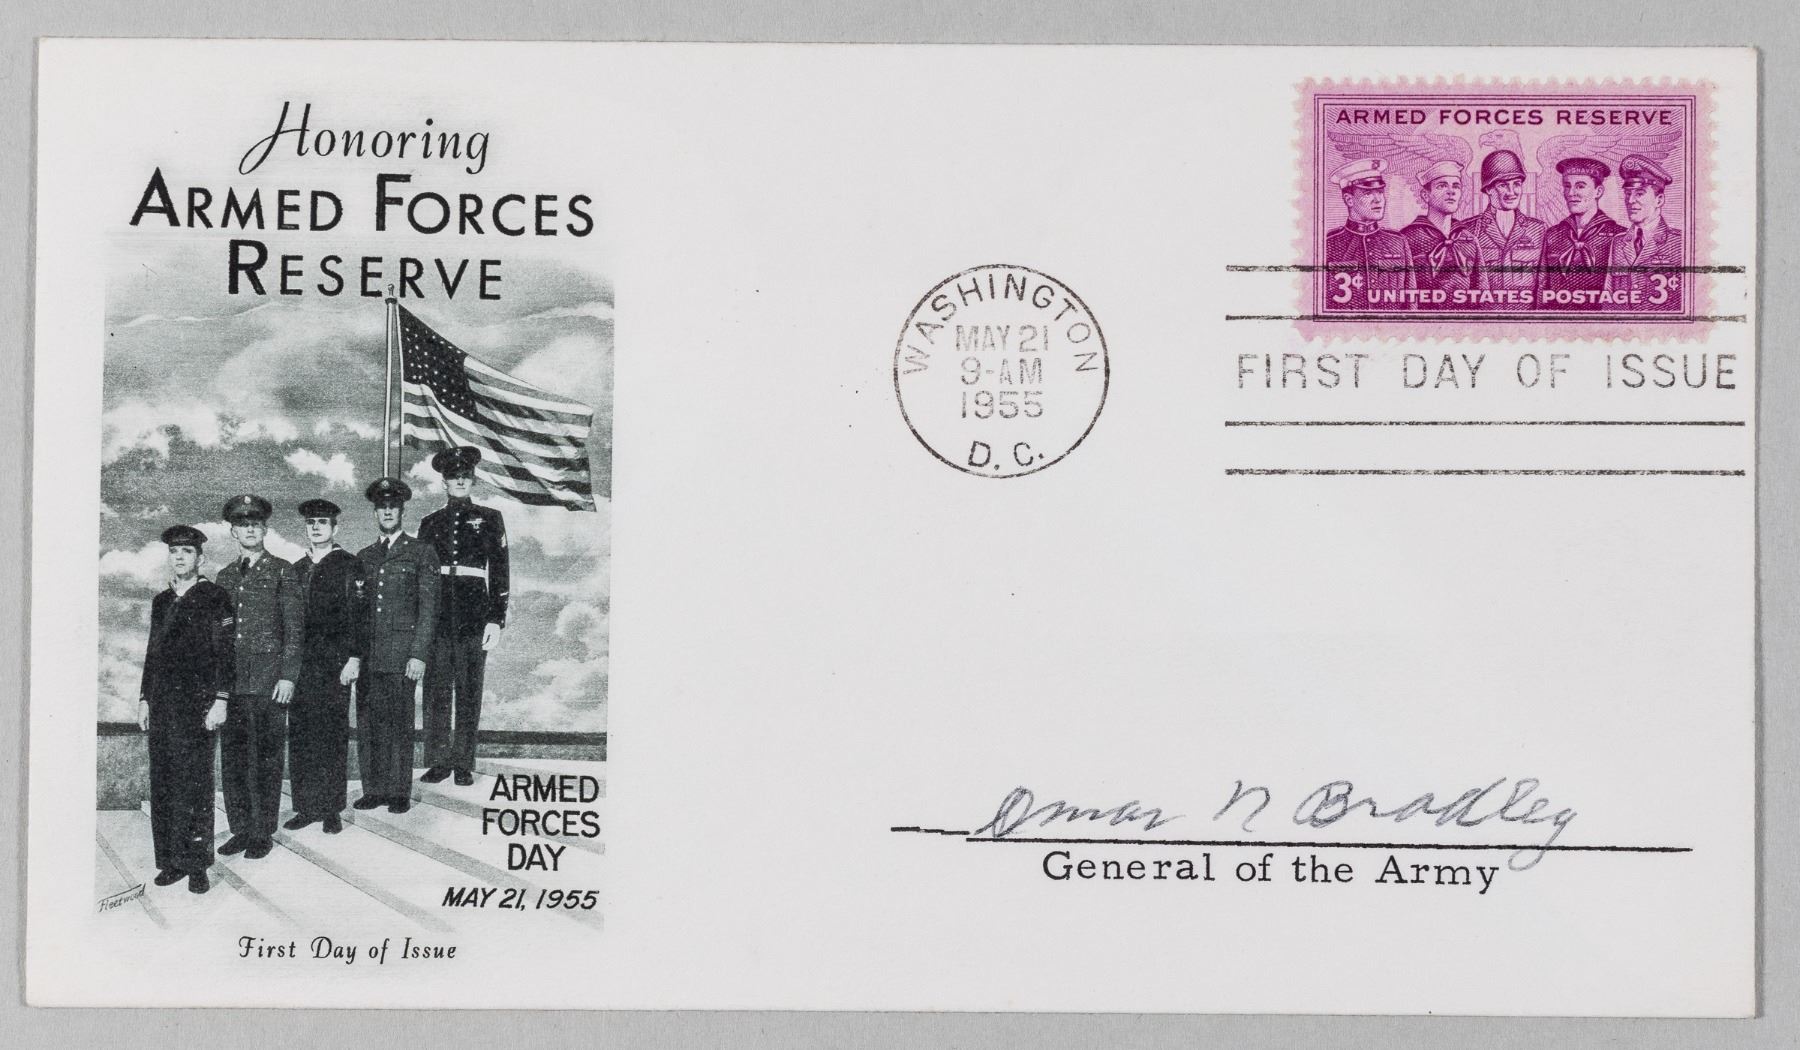 Honoring
ARMED FORCES
RESERVE
ARMED
FORCES
DAY
MAY 21, 1955
Fleetwood
First Day of Issue
WASHINGTON
MAY 21
9-AM
1955
D. C.
ARMED FORCES RESERVE
3¢ UNITED STATES POSTAGE 3¢
FIRST DAY OF ISSUE
Omar N Bradley
General of the Army